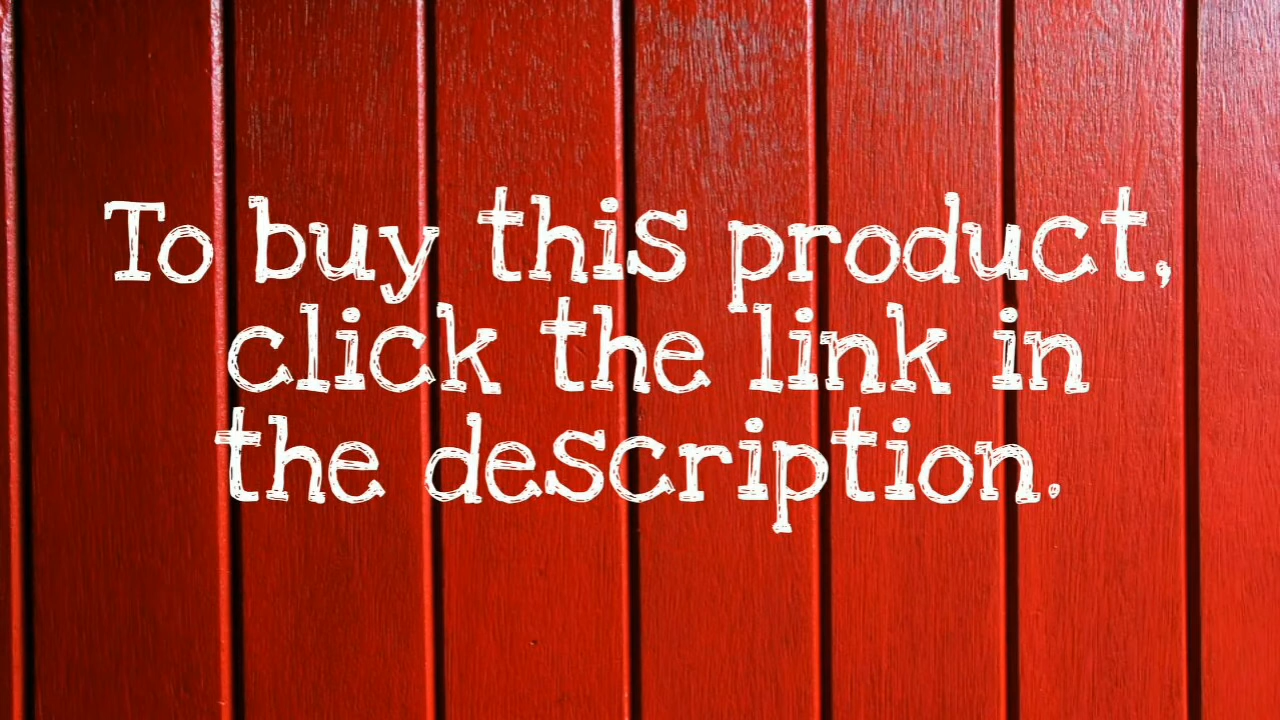 To buy this product,
click the link in
the description.